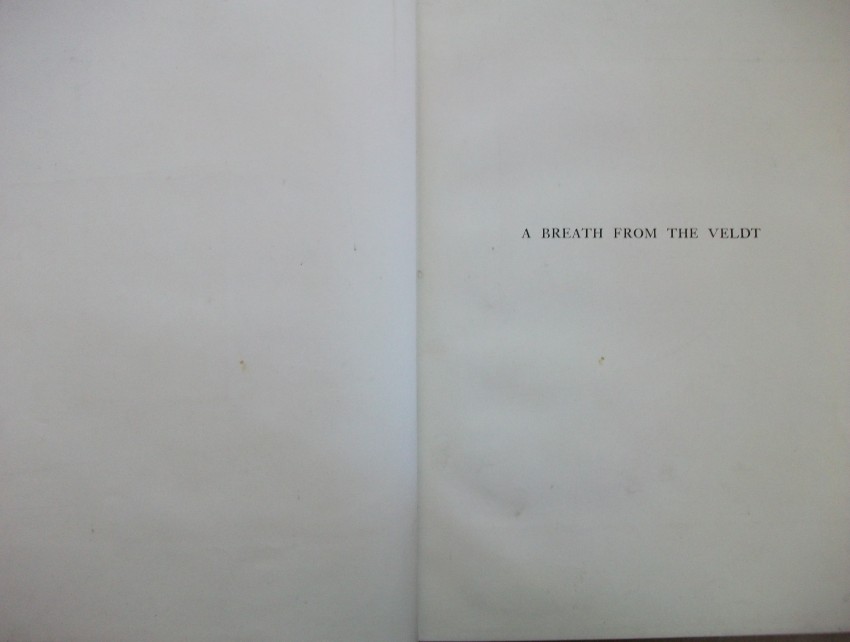 A BREATH FROM THE VELDT